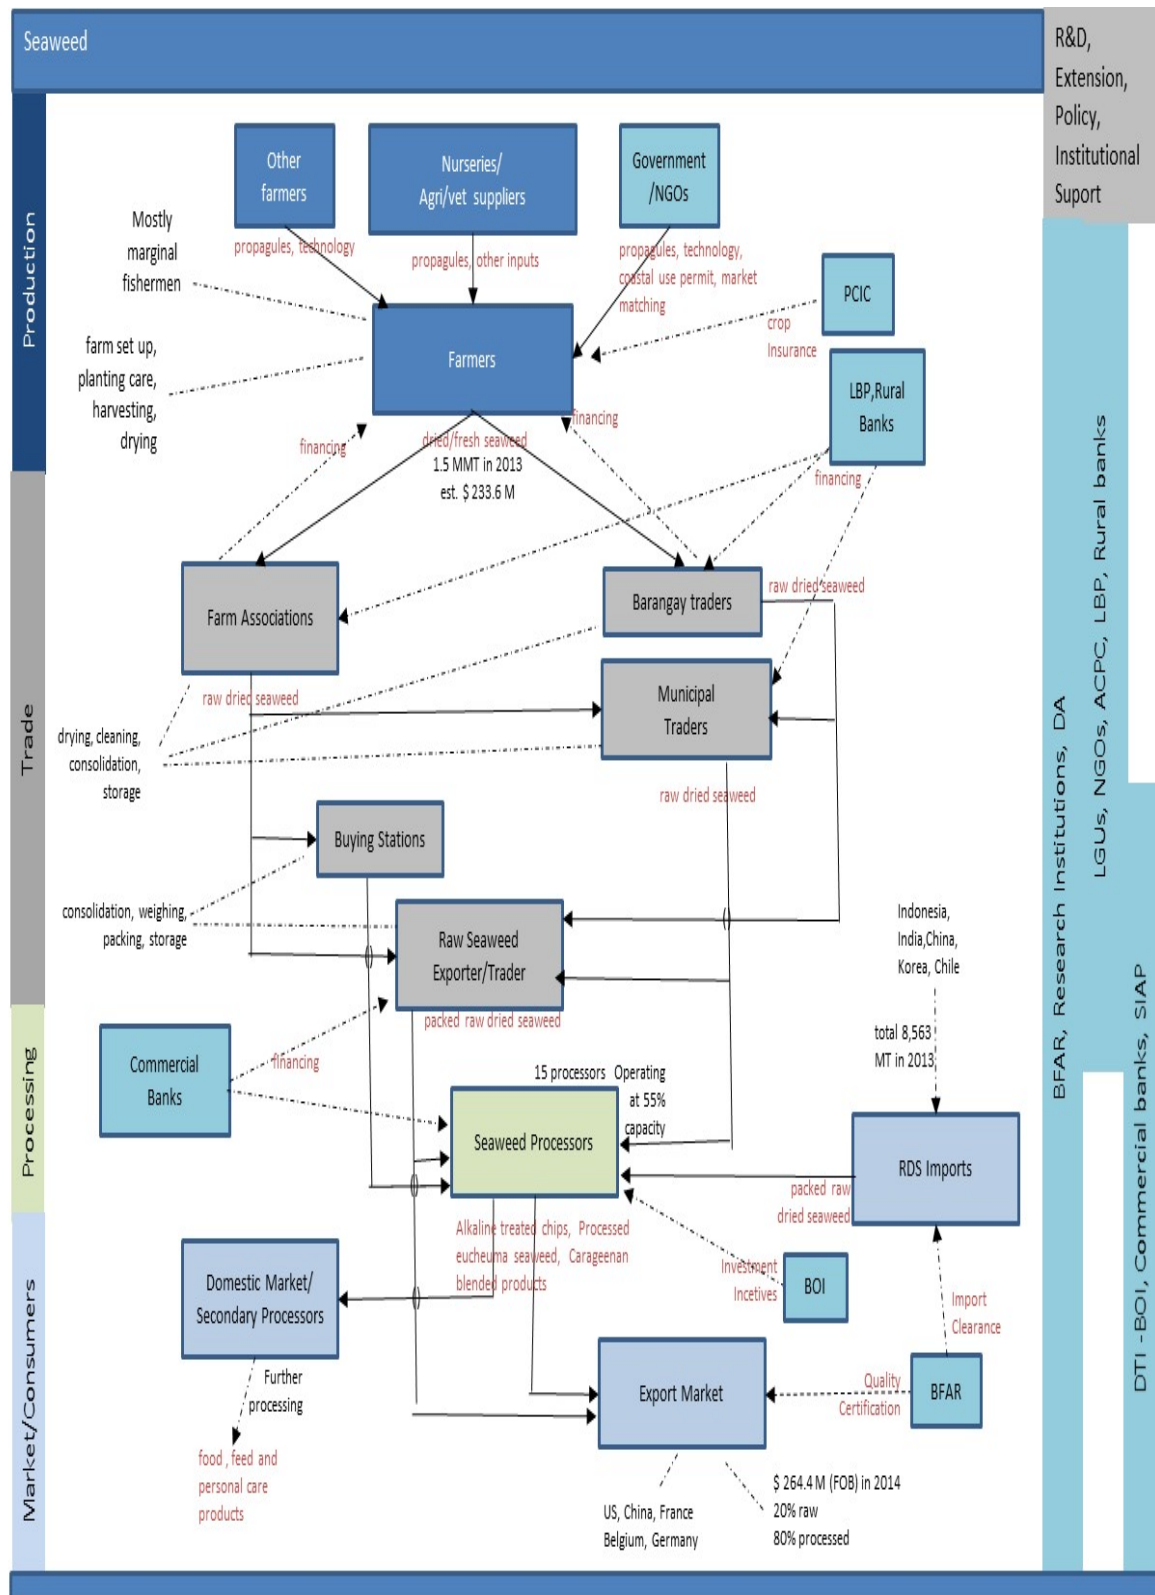 Seaweed
R&D,
Extension,
Policy,
Institutional
Suport
Production
Other
farmers
Nurseries/
Agri/vet suppliers
Government
/NGOs
propagules, technology
propagules, other inputs
propagules, technology,
coastal use permit, market
matching
Mostly
marginal
fishermen
PCIC
crop
Insurance
Farmers
farm set up,
planting care,
harvesting,
drying
LBP,Rural
Banks
financing
financing
financing
dried/fresh seaweed
1.5 MMT in 2013
est. $ 233.6 M
Trade
Farm Associations
Barangay traders
raw dried seaweed
raw dried seaweed
Municipal
Traders
drying, cleaning,
consolidation,
storage
raw dried seaweed
Buying Stations
consolidation, weighing,
packing, storage
Raw Seaweed
Exporter/Trader
packed raw dried seaweed
Indonesia,
India,China,
Korea, Chile
total 8,563
MT in 2013
Processing
Commercial
Banks
financing
15 processors Operating
at 55%
capacity
Seaweed Processors
RDS Imports
packed raw
dried seaweed
Alkaline treated chips, Processed
eucheuma seaweed, Carageenan
blended products
Investment
Incetives
BOI
Import
Clearance
Market/Consumers
Domestic Market/
Secondary Processors
Further
processing
food , feed and
personal care
products
Export Market
Quality
Certification
BFAR
US, China, France
Belgium, Germany
$ 264.4 M (FOB) in 2014
20% raw
80% processed
BFAR, Research Institutions, DA
LGUs, NGOs, ACPC, LBP, Rural banks
DTI -BOI, Commercial banks, SIAP